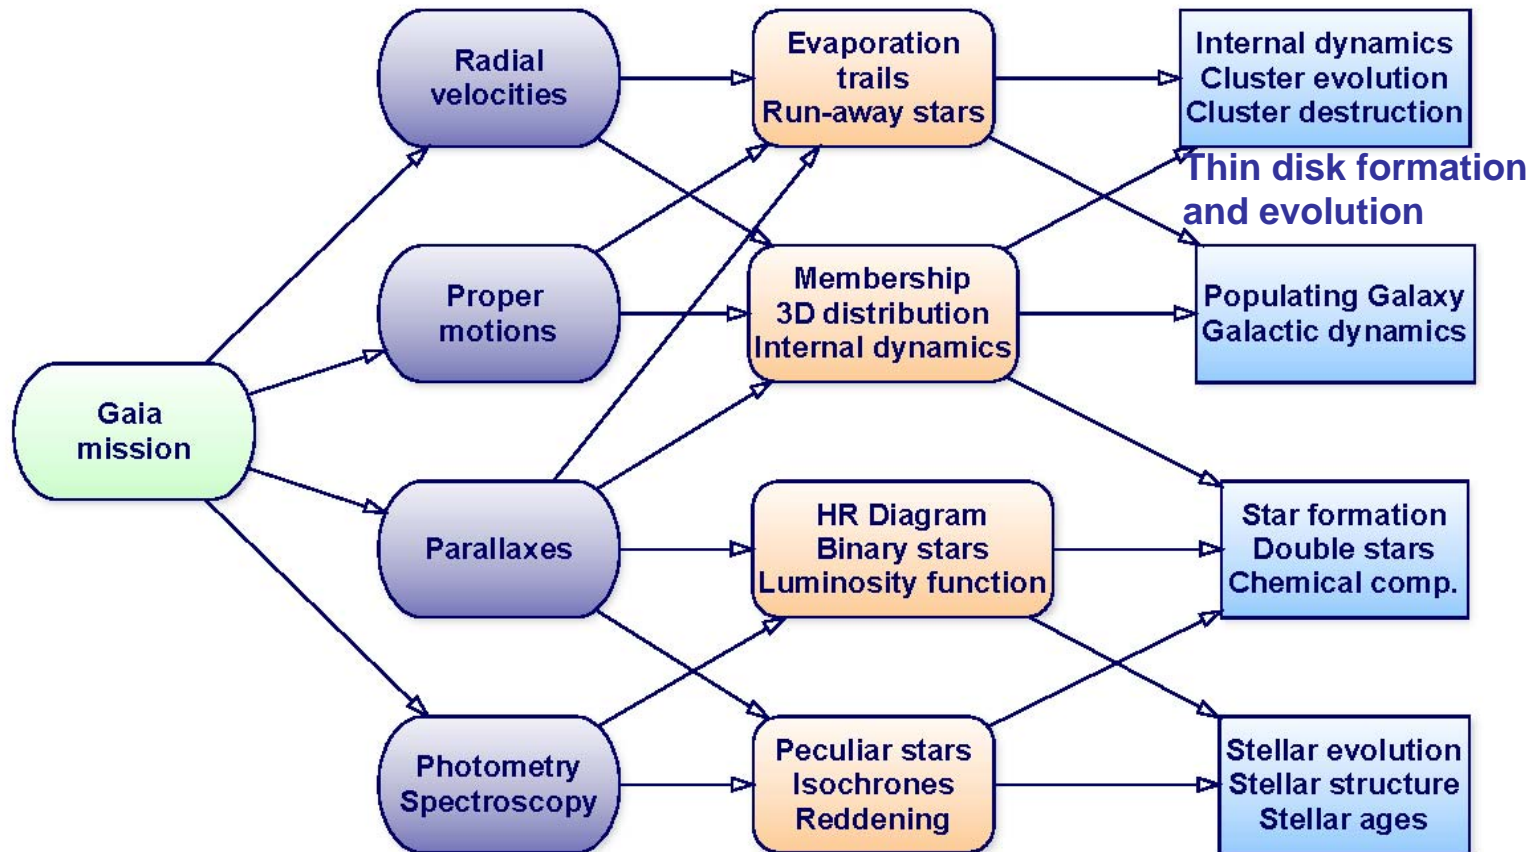 Gaia
mission
Radial
velocities
Proper
motions
Parallaxes
Photometry
Spectroscopy
Evaporation
trails
Run-away stars
Membership
3D distribution
Internal dynamics
HR Diagram
Binary stars
Luminosity function
Peculiar stars
Isochrones
Reddening
Internal dynamics
Cluster evolution
Cluster destruction
Thin disk formation
and evolution
Populating Galaxy
Galactic dynamics
Star formation
Double stars
Chemical comp.
Stellar evolution
Stellar structure
Stellar ages